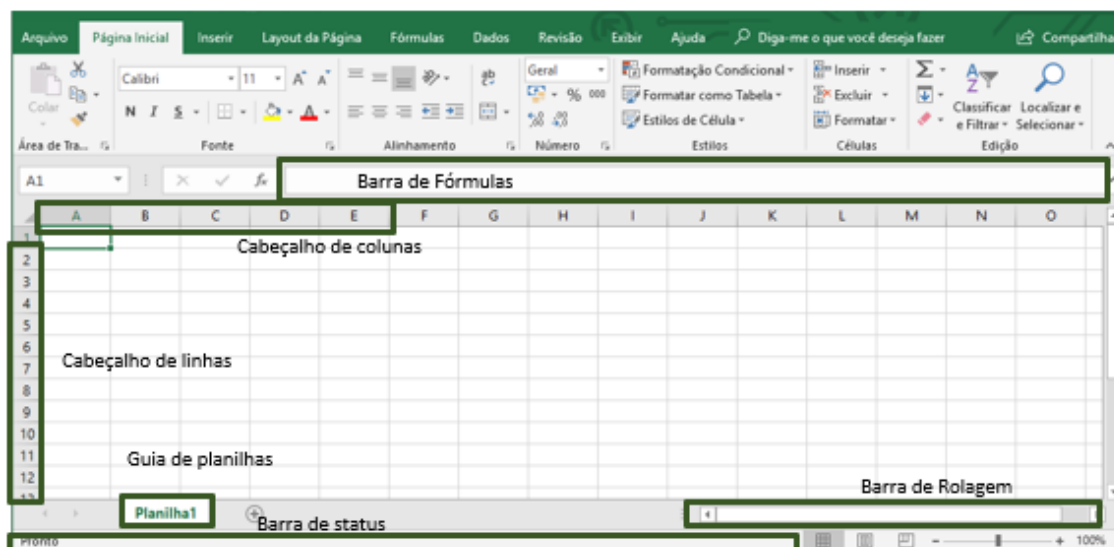 Arquivo Página Inicial Inserir Layout da Página Fórmulas Dados Revisão Exibir Ajuda Diga-me o que você deseja fazer Compartilha
Calibri 11 A A ab Geral Formatação Condicional Inserir Σ
Colar % 000 Formatar como Tabela Excluir Classificar Localizar e
N I S A Estilos de Célula Formatar e Filtrar Selecionar
Área de Tra... Fonte Alinhamento Número Estilos Células Edição
A1 fx Barra de Fórmulas
A B C D E F G H I J K L M N O
1
Cabeçalho de colunas
2
3
4
5
6
Cabeçalho de linhas
7
8
9
10
11 Guia de planilhas
12 Barra de Rolagem
13
Planilha1
Barra de status
Pronto 100%